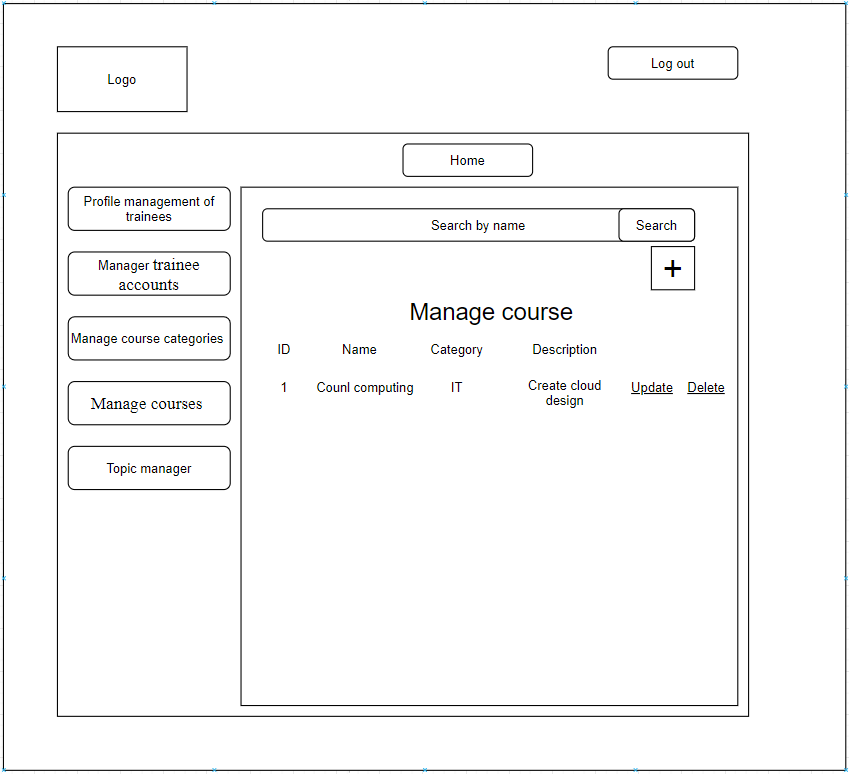 Logo
Log out
Home
Profile management of
trainees
Manager trainee
accounts
Manage course categories
Manage courses
Topic manager
Search by name
Search
+
Manage course
ID Name Category Description
1 Counl computing IT Create cloud
design
Update Delete